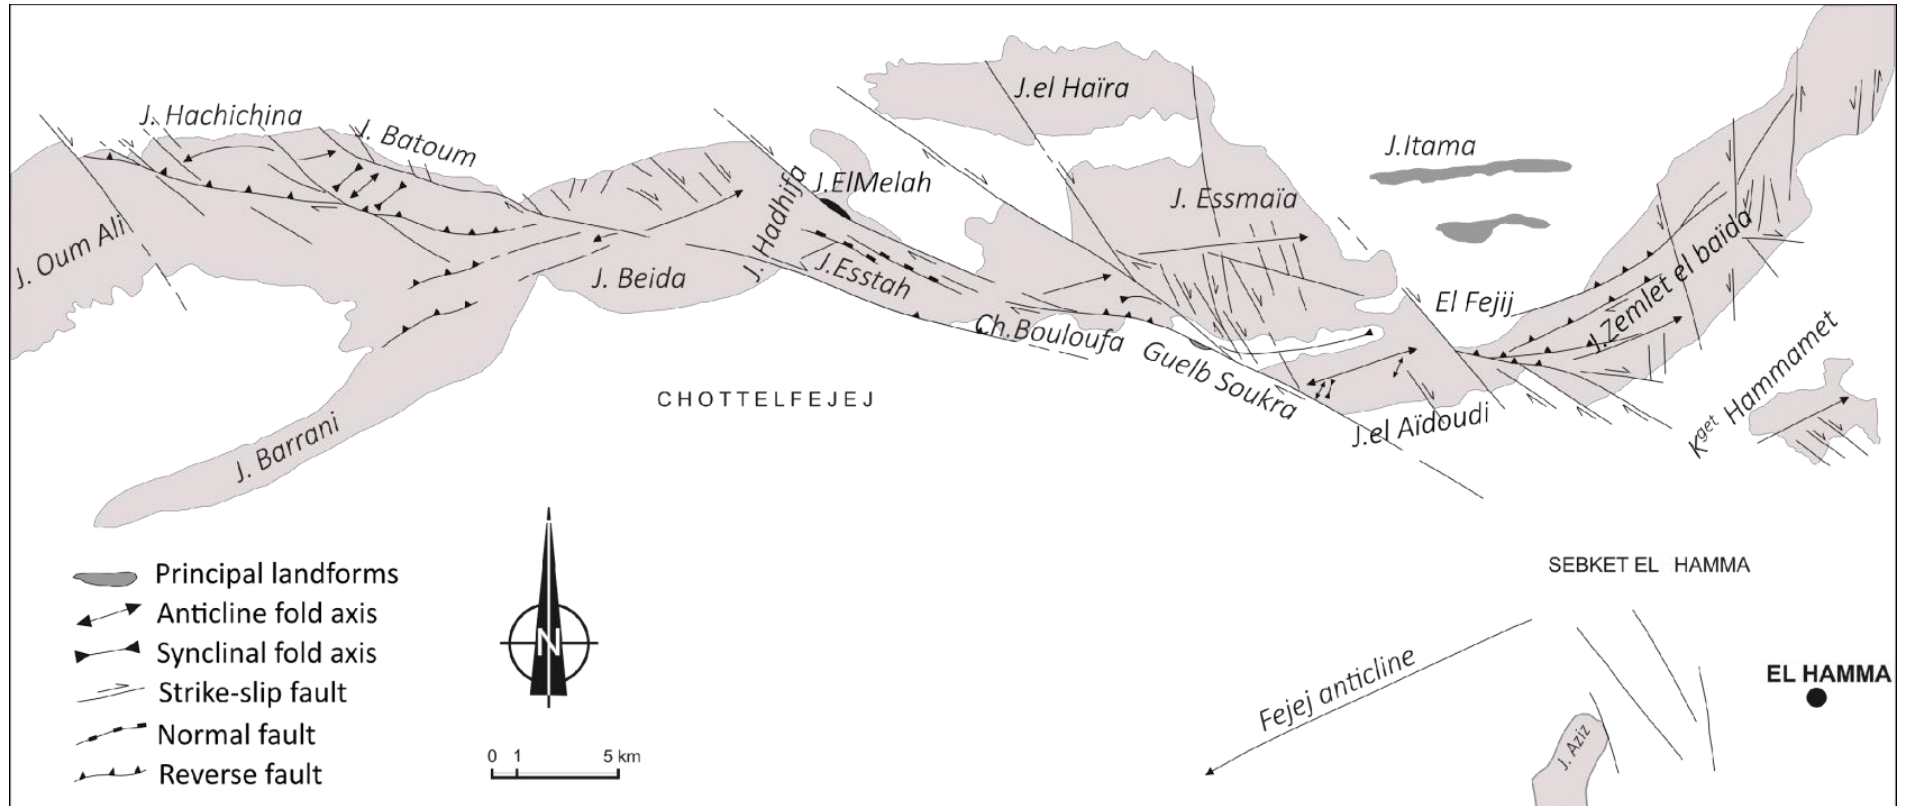 J.el Haïra
J. Hachichina
J. Batoum
J.Itama
J.ElMelah
J. Essmaïa
J. Hadhifa
J. Oum Ali
J. Beida
J.Esstah
El Fejij
J.Zemlet el baïda
Ch.Bouloufa
Guelb Soukra
CHOTTELFEJEJ
J.el Aïdoudi
Kget Hammamet
J. Barrani
SEBKET EL HAMMA
Principal landforms
Anticline fold axis
Synclinal fold axis
Strike-slip fault
Normal fault
Reverse fault
N
0 1 5 km
Fejej anticline
EL HAMMA
J. Aziz